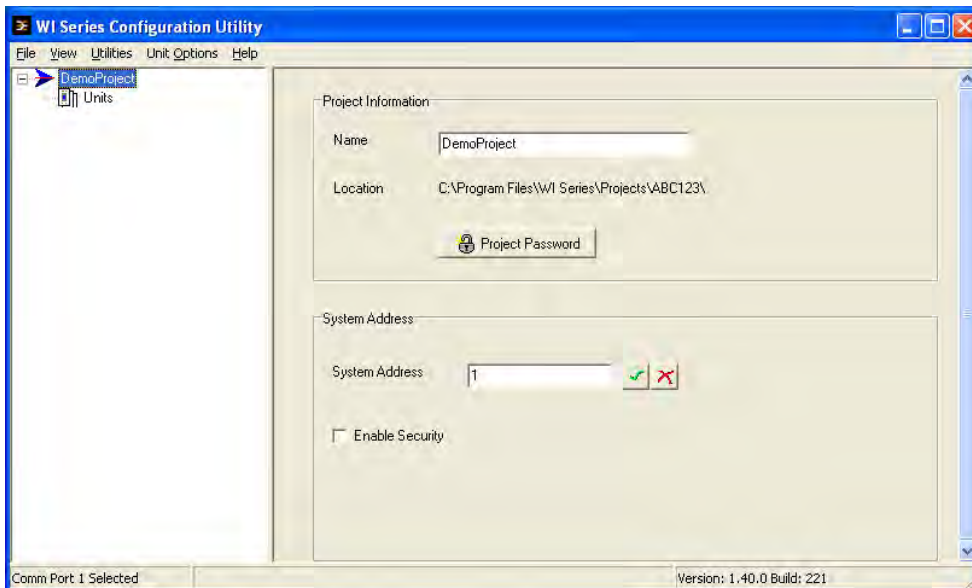 WI Series Configuration Utility
File View Utilities Unit Options Help
DemoProject
Units
Project Information
Name DemoProject
Location C:\Program Files\WI Series\Projects\ABC123\
Project Password
System Address
System Address 1
Enable Security
Comm Port 1 Selected Version: 1.40.0 Build: 221